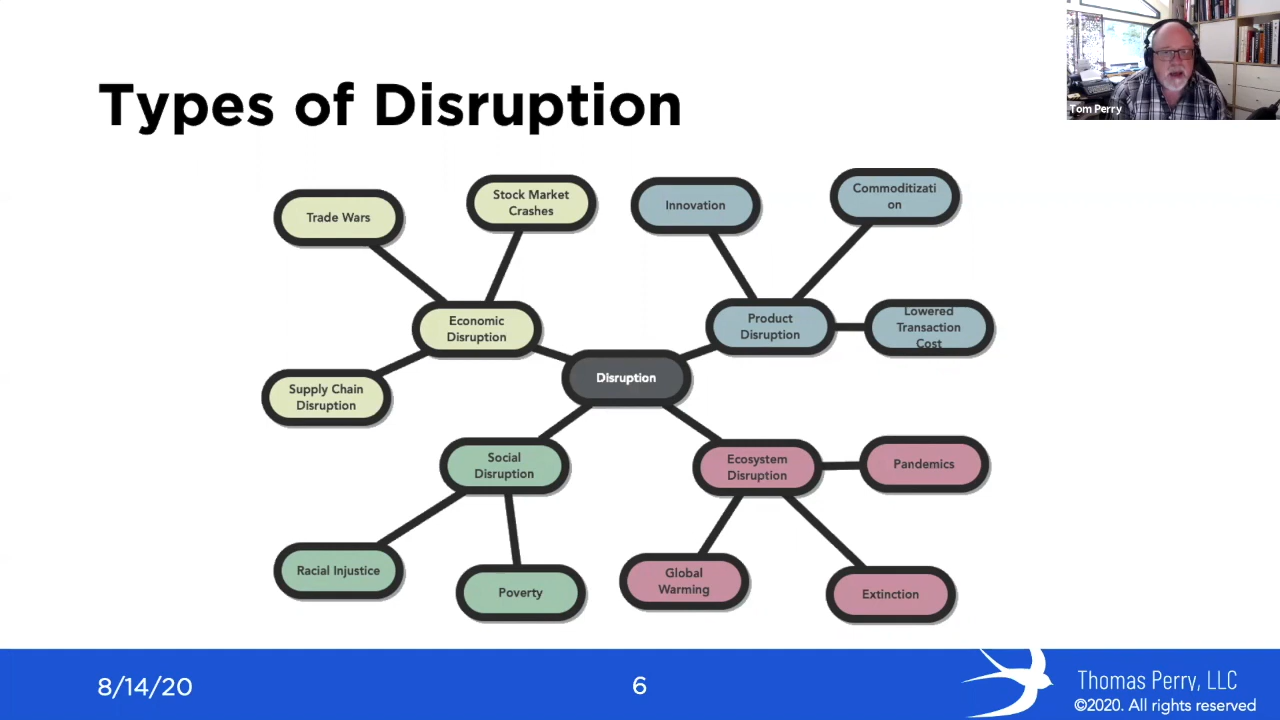 Types of Disruption
Tom Perry
Trade Wars
Stock Market
Crashes
Innovation
Commoditizati
on
Economic
Disruption
Product
Disruption
Lowered
Transaction
Cost
Disruption
Supply Chain
Disruption
Social
Disruption
Ecosystem
Disruption
Pandemics
Racial Injustice
Poverty
Global
Warming
Extinction
8/14/20
6
Thomas Perry, LLC
©2020. All rights reserved